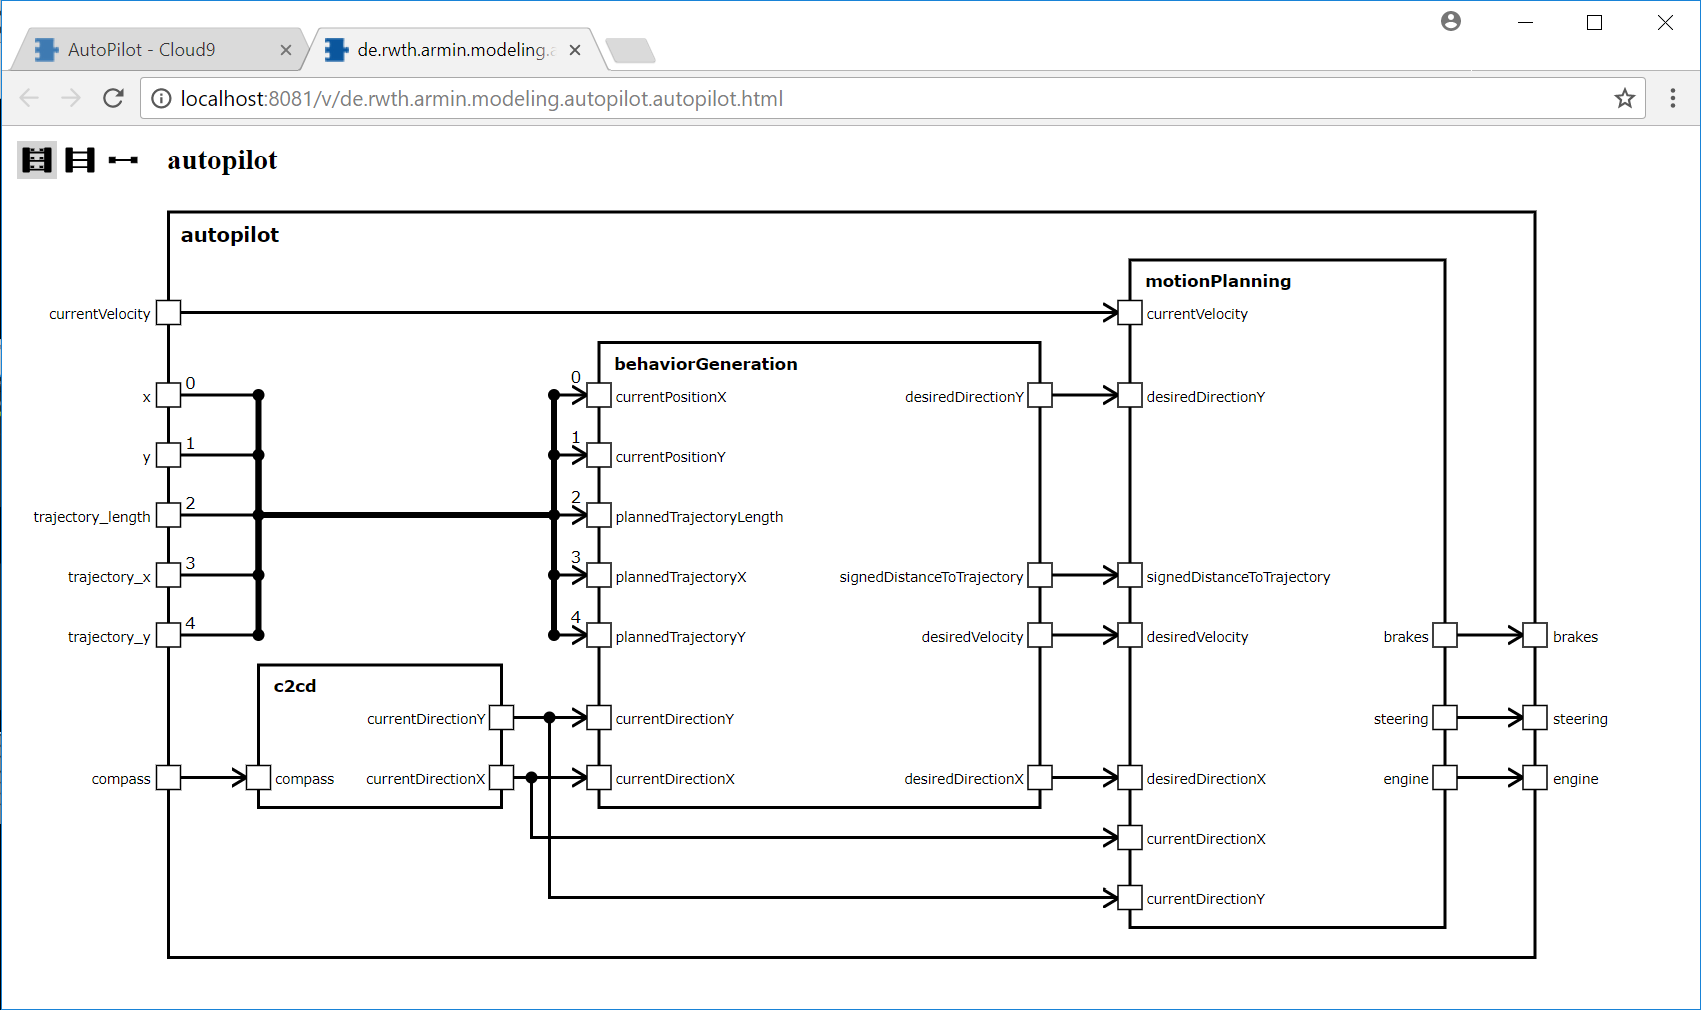 AutoPilot - Cloud9
de.rwth.armin.modeling.a
localhost:8081/v/de.rwth.armin.modeling.autopilot.autopilot.html
autopilot
autopilot
motionPlanning
currentVelocity
currentVelocity
behaviorGeneration
x
0
0
currentPositionX
desiredDirectionY
desiredDirectionY
y
1
1
currentPositionY
trajectory_length
2
2
plannedTrajectoryLength
trajectory_x
3
3
plannedTrajectoryX
signedDistanceToTrajectory
signedDistanceToTrajectory
trajectory_y
4
4
plannedTrajectoryY
desiredVelocity
desiredVelocity
brakes
brakes
c2cd
currentDirectionY
currentDirectionY
steering
steering
compass
compass
currentDirectionX
currentDirectionX
desiredDirectionX
desiredDirectionX
engine
engine
currentDirectionX
currentDirectionY